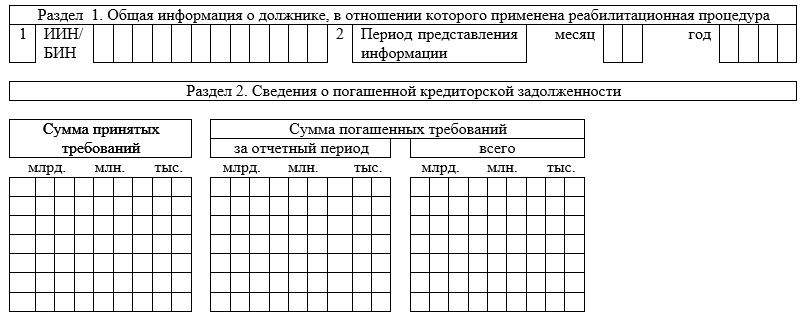 Раздел 1. Общая информация о должнике, в отношении которого применена реабилитационная процедура
1 ИИН/ БИН 2 Период представления информации месяц год
Раздел 2. Сведения о погашенной кредиторской задолженности
Сумма принятых требований
Сумма погашенных требований
за отчетный период всего
млрд. млн. тыс. млрд. млн. тыс. млрд. млн. тыс.